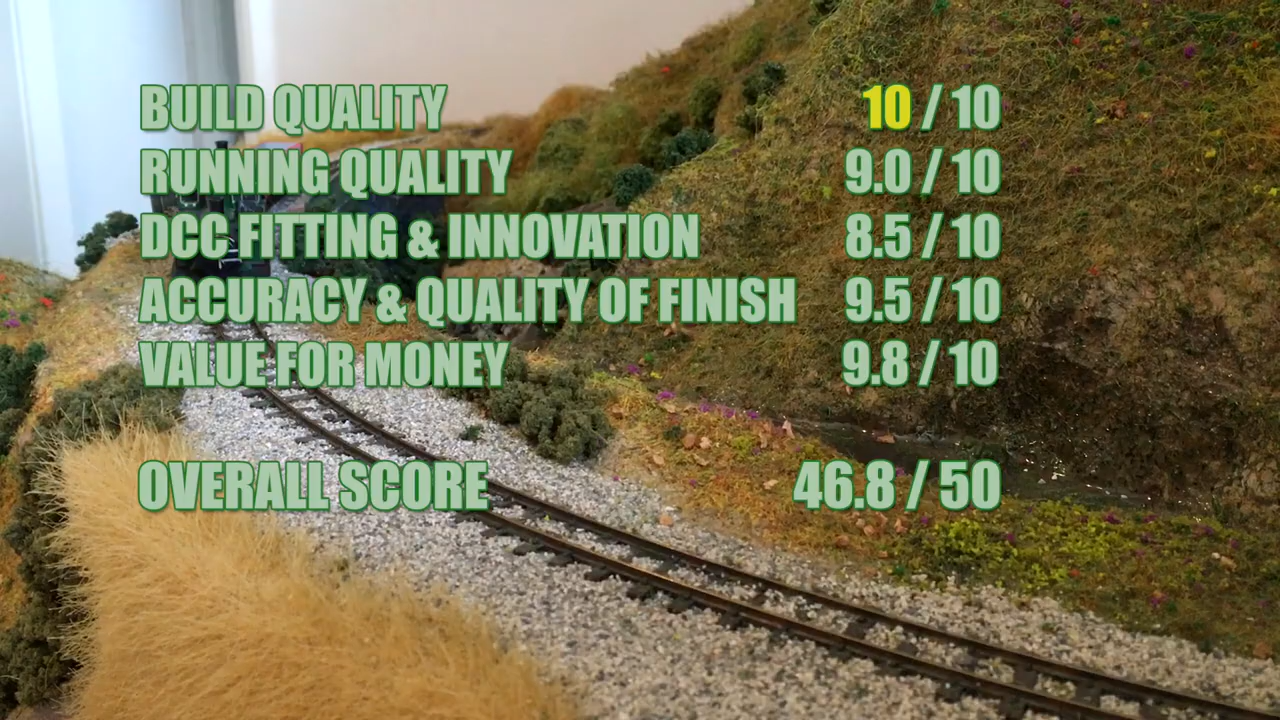 BUILD QUALITY 10 / 10
RUNNING QUALITY 9.0 / 10
DCC FITTING & INNOVATION 8.5 / 10
ACCURACY & QUALITY OF FINISH 9.5 / 10
VALUE FOR MONEY 9.8 / 10
OVERALL SCORE 46.8 / 50